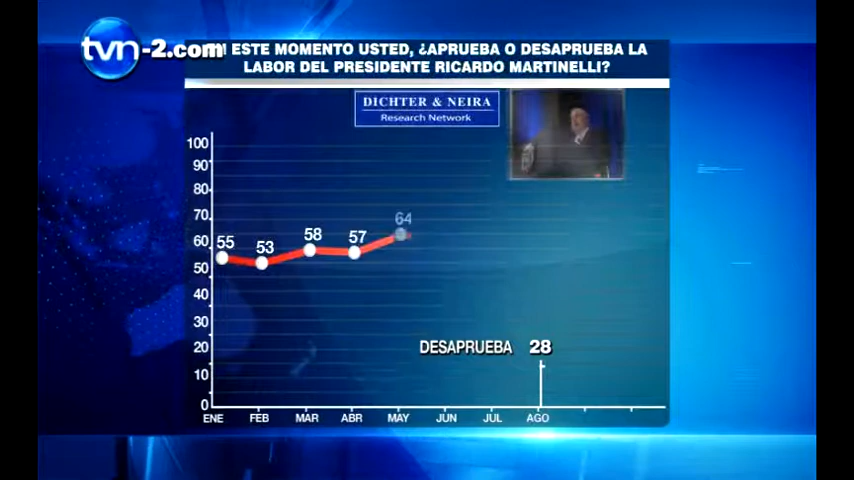 tvn-2.com
ESTE MOMENTO USTED, ¿APRUEBA O DESAPRUEBA LA
LABOR DEL PRESIDENTE RICARDO MARTINELLI?
DICHTER & NEIRA
Research Network
100
90
80
70
60
50
40
30
20
10
0
55
53
58
57
64
DESAPRUEBA 28
ENE FEB MAR ABR MAY JUN JUL AGO